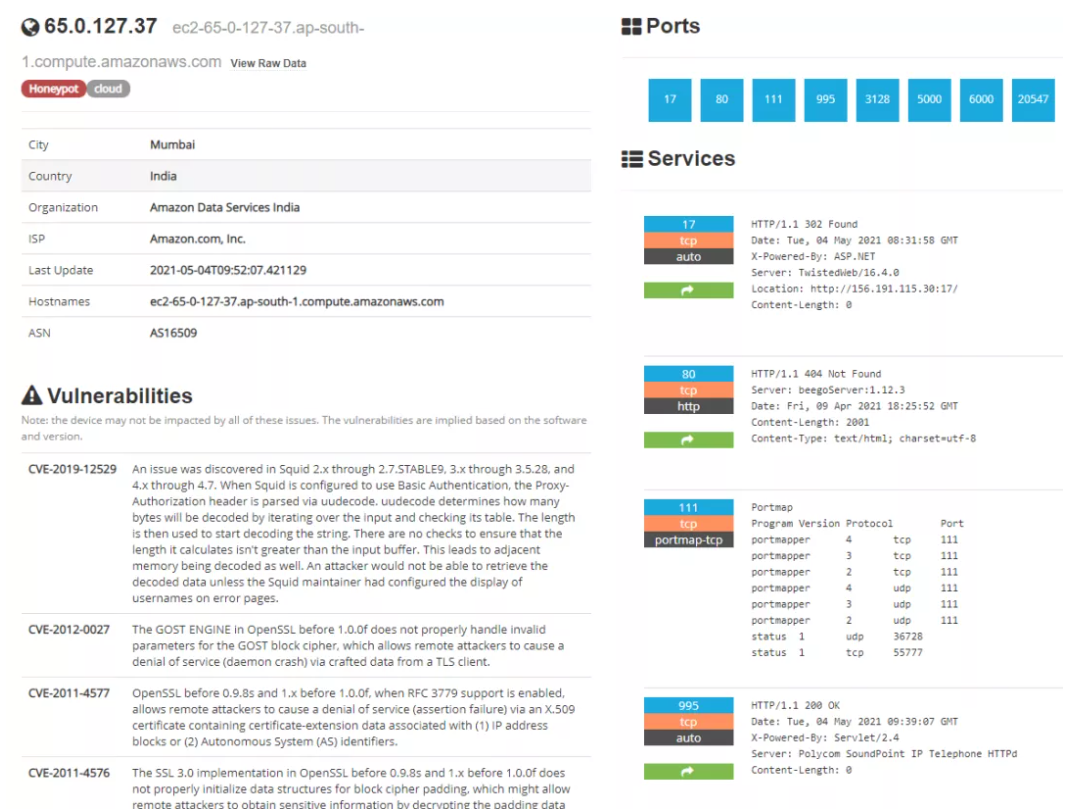 65.0.127.37 ec2-65-0-127-37.ap-south-
1.compute.amazonaws.com View Raw Data
Honeypot cloud
City Mumbai
Country India
Organization Amazon Data Services India
ISP Amazon.com, Inc.
Last Update 2021-05-04T09:52:07.421129
Hostnames ec2-65-0-127-37.ap-south-1.compute.amazonaws.com
ASN AS16509
Vulnerabilities
Note: the device may not be impacted by all of these issues. The vulnerabilities are implied based on the software
and version.
CVE-2019-12529 An issue was discovered in Squid 2.x through 2.7.STABLE9, 3.x through 3.5.28, and
4.x through 4.7. When Squid is configured to use Basic Authentication, the Proxy-
Authorization header is parsed via uudecode. uudecode determines how many
bytes will be decoded by iterating over the input and checking its table. The length
is then used to start decoding the string. There are no checks to ensure that the
length it calculates isn't greater than the input buffer. This leads to adjacent
memory being decoded as well. An attacker would not be able to retrieve the
decoded data unless the Squid maintainer had configured the display of
usernames on error pages.
CVE-2012-0027 The GOST ENGINE in OpenSSL before 1.0.0f does not properly handle invalid
parameters for the GOST block cipher, which allows remote attackers to cause a
denial of service (daemon crash) via crafted data from a TLS client.
CVE-2011-4577 OpenSSL before 0.9.8s and 1.x before 1.0.0f, when RFC 3779 support is enabled,
allows remote attackers to cause a denial of service (assertion failure) via an X.509
certificate containing certificate-extension data associated with (1) IP address
blocks or (2) Autonomous System (AS) identifiers.
CVE-2011-4576 The SSL 3.0 implementation in OpenSSL before 0.9.8s and 1.x before 1.0.0f does
not properly initialize data structures for block cipher padding, which might allow
remote attackers to obtain sensitive information by decrypting the padding data
Ports
17 80 111 995 3128 5000 6000 20547
Services
17
tcp
auto
HTTP/1.1 302 Found
Date: Tue, 04 May 2021 08:31:58 GMT
X-Powered-By: ASP.NET
Server: TwistedWeb/16.4.0
Location: http://156.191.115.30:17/
Content-Length: 0
80
tcp
http
HTTP/1.1 404 Not Found
Server: beegoServer:1.12.3
Date: Fri, 09 Apr 2021 18:25:52 GMT
Content-Length: 2001
Content-Type: text/html; charset=utf-8
111
tcp
portmap-tcp
Portmap
Program Version Protocol Port
portmapper 4 tcp 111
portmapper 3 tcp 111
portmapper 2 tcp 111
portmapper 4 udp 111
portmapper 3 udp 111
portmapper 2 udp 111
status 1 udp 36728
status 1 tcp 55777
995
tcp
auto
HTTP/1.1 200 OK
Date: Tue, 04 May 2021 09:39:07 GMT
X-Powered-By: Servlet/2.4
Server: Polycom SoundPoint IP Telephone HTTPd
Content-Length: 0